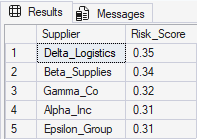 Results Messages
Supplier Risk_Score
1 Delta_Logistics 0.35
2 Beta_Supplies 0.34
3 Gamma_Co 0.32
4 Alpha_Inc 0.31
5 Epsilon_Group 0.31